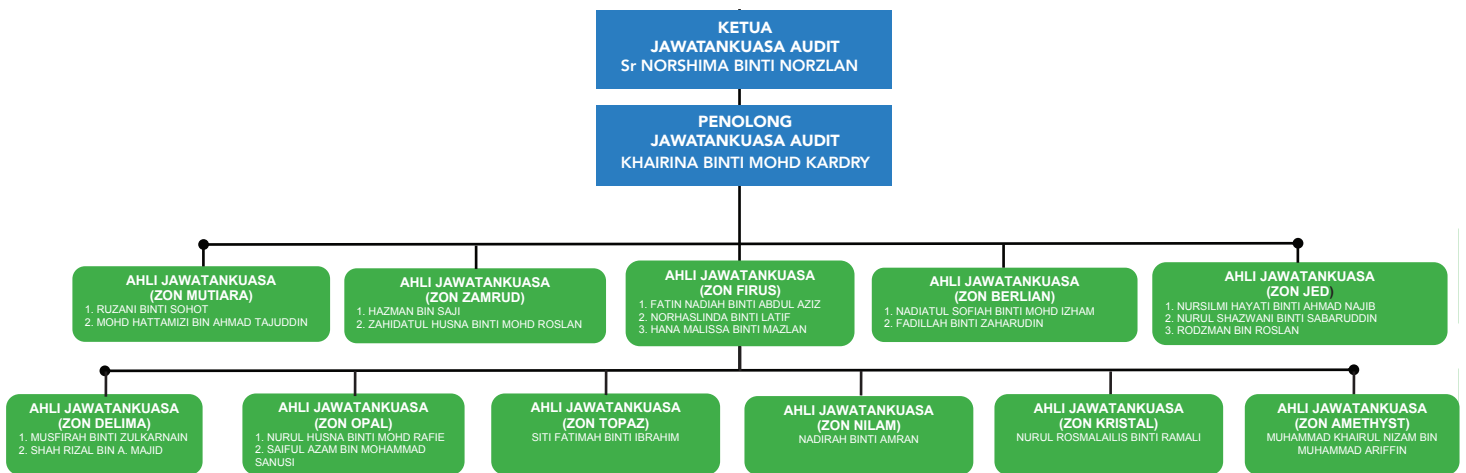 KETUA
JAWATANKUASA AUDIT
Sr NORSHIMA BINTI NORZLAN
PENOLONG
JAWATANKUASA AUDIT
KHAIRINA BINTI MOHD KARDRY
AHLI JAWATANKUASA
(ZON MUTIARA)
1. RUZANI BINTI SOHOT
2. MOHD HATTAMIZI BIN AHMAD TAJUDDIN
AHLI JAWATANKUASA
(ZON ZAMRUD)
1. HAZMAN BIN SAJI
2. ZAHIDATUL HUSNA BINTI MOHD ROSLAN
AHLI JAWATANKUASA
(ZON FIRUS)
1. FATIN NADIAH BINTI ABDUL AZIZ
2. NORHASLINDA BINTI LATIF
3. HANA MALISSA BINTI MAZLAN
AHLI JAWATANKUASA
(ZON BERLIAN)
1. NADIATUL SOFIAH BINTI MOHD IZHAM
2. FADILLAH BINTI ZAHARUDIN
AHLI JAWATANKUASA
(ZON JED)
1. NURSILMI HAYATI BINTI AHMAD NAJIB
2. NURUL SHAZWANI BINTI SABARUDDIN
3. RODZMAN BIN ROSLAN
AHLI JAWATANKUASA
(ZON DELIMA)
1. MUSFIRAH BINTI ZULKARNAIN
2. SHAH RIZAL BIN A. MAJID
AHLI JAWATANKUASA
(ZON OPAL)
1. NURUL HUSNA BINTI MOHD RAFIE
2. SAIFUL AZAM BIN MOHAMMAD
SANUSI
AHLI JAWATANKUASA
(ZON TOPAZ)
SITI FATIMAH BINTI IBRAHIM
AHLI JAWATANKUASA
(ZON NILAM)
NADIRAH BINTI AMRAN
AHLI JAWATANKUASA
(ZON KRISTAL)
NURUL ROSMALAILIS BINTI RAMALI
AHLI JAWATANKUASA
(ZON AMETHYST)
MUHAMMAD KHAIRUL NIZAM BIN
MUHAMMAD ARIFFIN